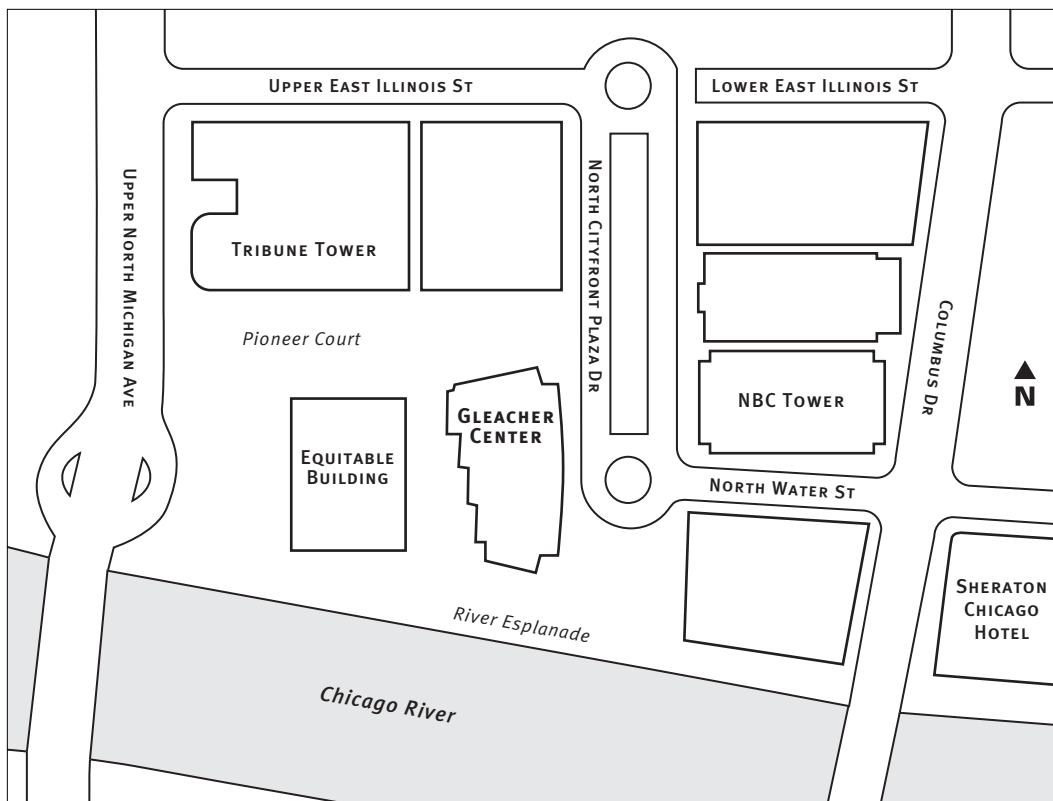 UPPER EAST ILLINOIS ST
LOWER EAST ILLINOIS ST
UPPER NORTH MICHIGAN AVE
NORTH CITYFRONT PLAZA DR
TRIBUNE TOWER
Pioneer Court
COLUMBUS DR
N
NBC TOWER
GLEACHER
CENTER
EQUITABLE
BUILDING
NORTH WATER ST
SHERATON
CHICAGO
HOTEL
River Esplanade
Chicago River